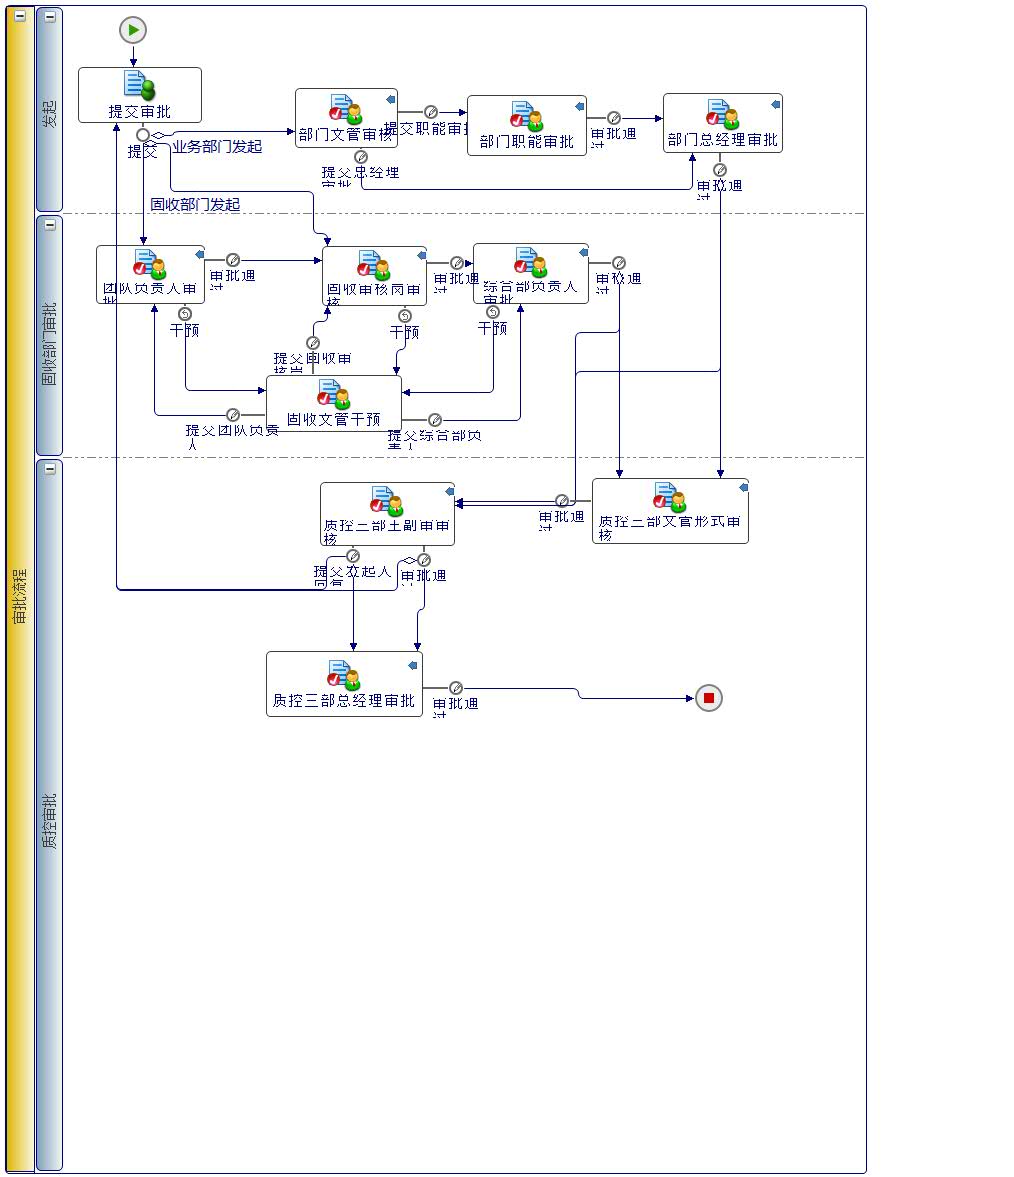 审批流程
发起
提交审批
提交
业务部门发起
固收部门发起
部门文管审核
提交职能审批
提交总经理
审批
部门职能审批
审批通
过
部门总经理审批
审批通
过
固收部门审批
团队负责人审
批
审批通
过
干预
固收审核岗审
核
审批通
过
干预
综合部负责人
审批
审批通
过
干预
提交固收审
核岗
固收文管干预
提交团队负责
人
提交综合部负
责人
质控审批
质控三部主副审审
核
审批通
过
质控三部文管形式审
核
提交发起人
审批通
质控三部总经理审批
审批通
过